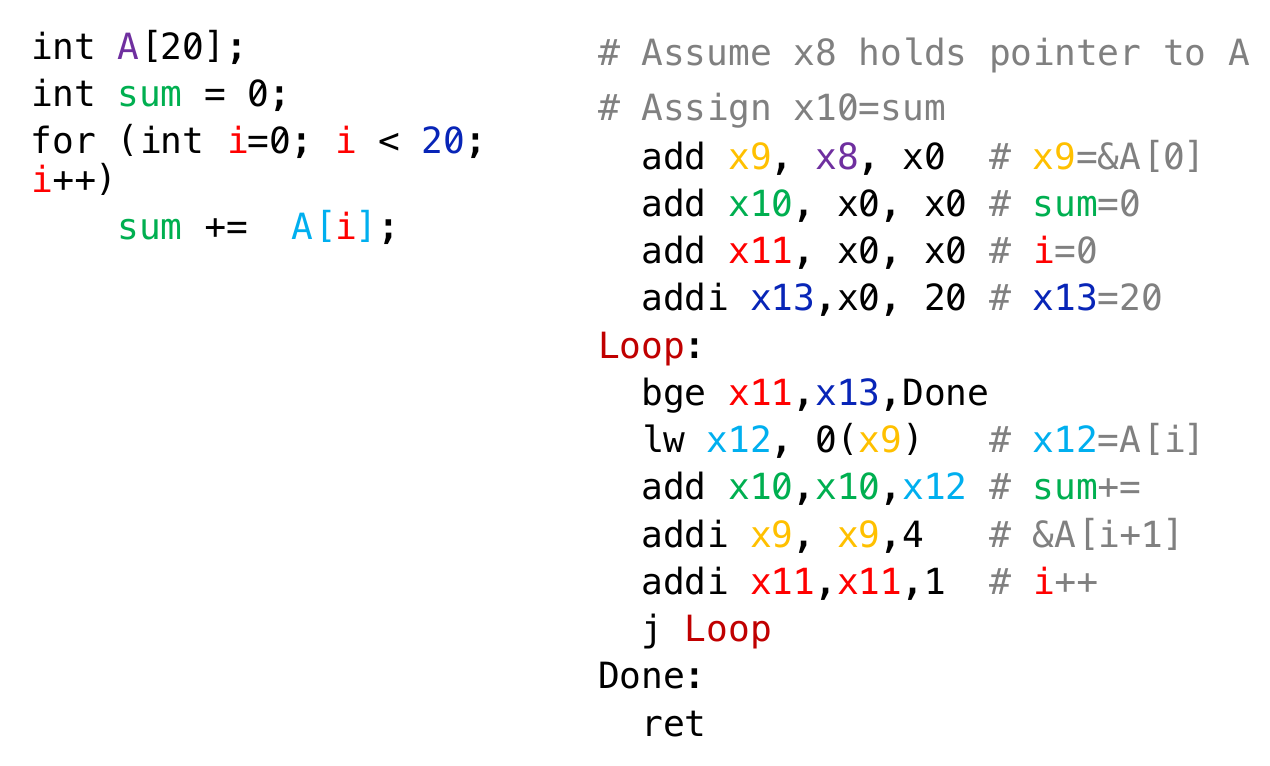 int A[20];
int sum = 0;
for (int i=0; i < 20;
i++)
    sum +=  A[i];
# Assume x8 holds pointer to A
# Assign x10=sum
  add x9, x8, x0  # x9=&A[0]
  add x10, x0, x0 # sum=0
  add x11, x0, x0 # i=0
  addi x13,x0, 20 # x13=20
Loop:
  bge x11,x13,Done
  lw x12, 0(x9)   # x12=A[i]
  add x10,x10,x12 # sum+=
  addi x9, x9,4   # &A[i+1]
  addi x11,x11,1  # i++
  j Loop
Done:
  ret